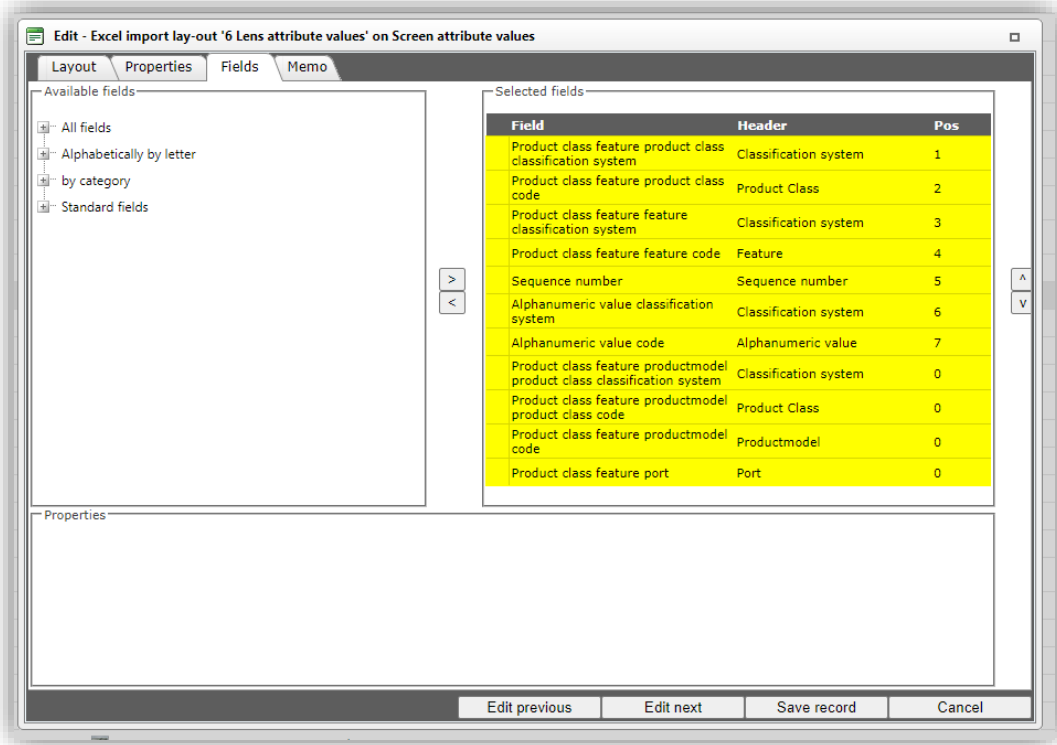 Edit - Excel import lay-out '6 Lens attribute values' on Screen attribute values
Layout Properties Fields Memo
Available fields
All fields
Alphabetically by letter
by category
Standard fields
>
<
Selected fields
Field Header Pos
Product class feature product class
classification system Classification system 1
Product class feature product class
code Product Class 2
Product class feature feature
classification system Classification system 3
Product class feature feature code Feature 4
Sequence number Sequence number 5
Alphanumeric value classification
system Classification system 6
Alphanumeric value code Alphanumeric value 7
Product class feature productmodel
product class classification system Classification system 0
Product class feature productmodel
product class code Product Class 0
Product class feature productmodel
code Productmodel 0
Product class feature port Port 0
^
v
Properties
Edit previous Edit next Save record Cancel